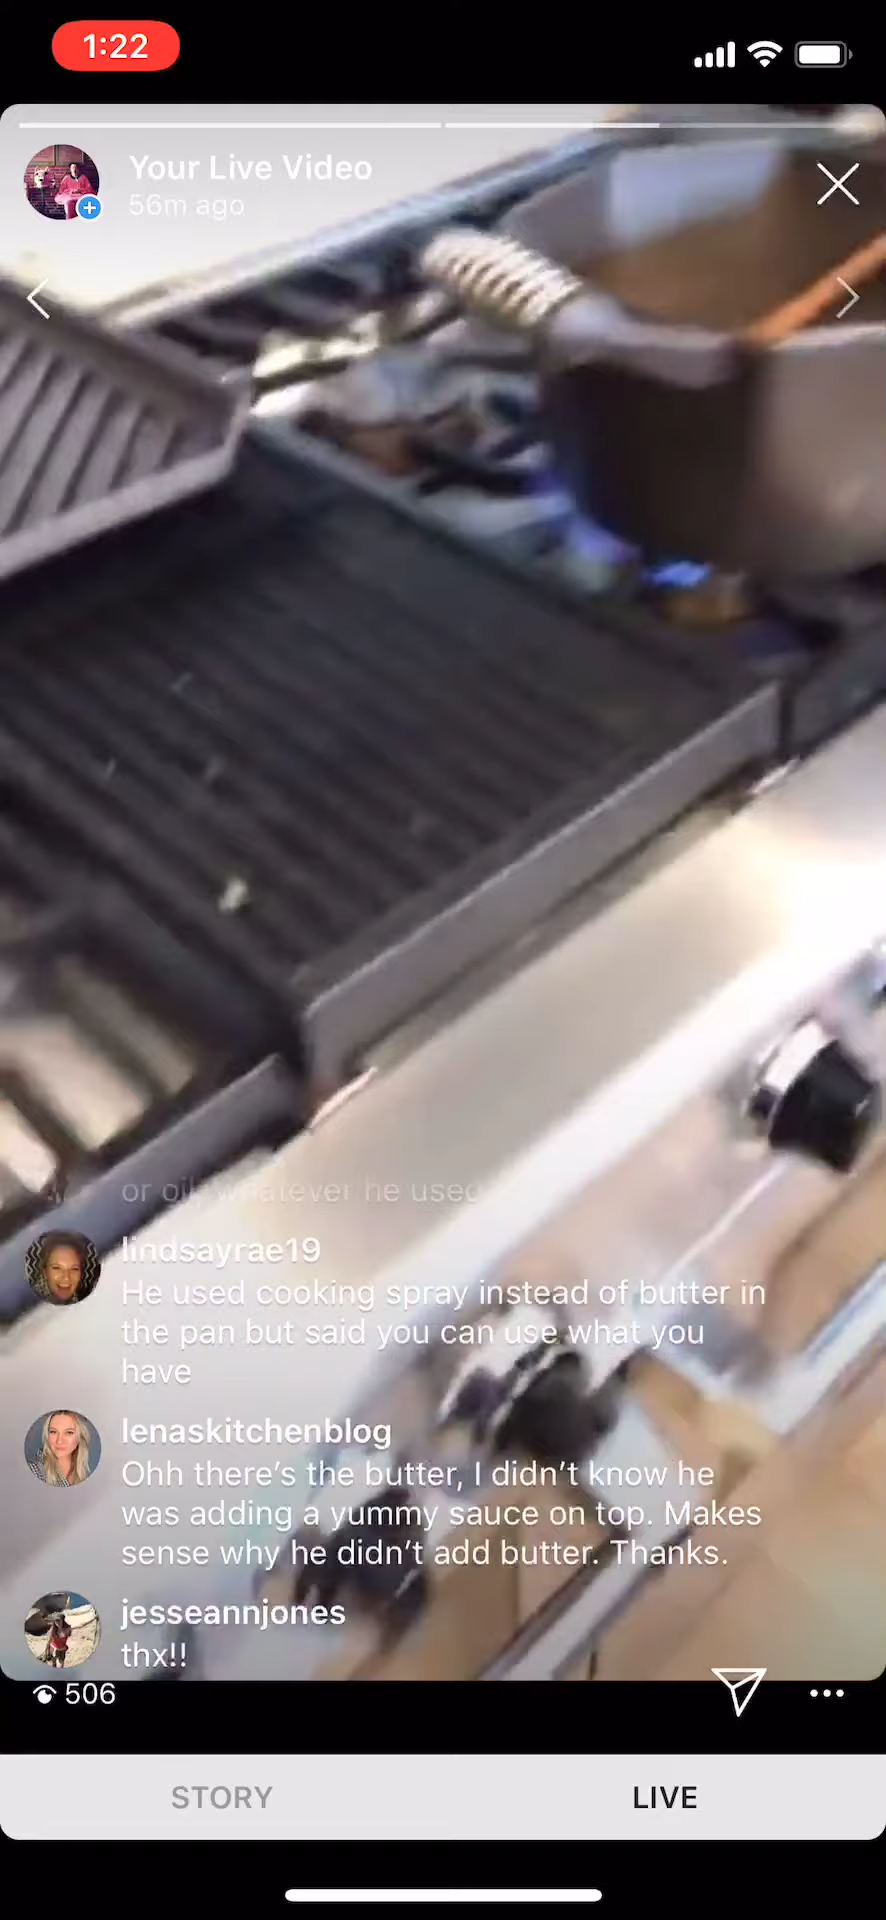 1:22
Your Live Video
56m ago
or oil, whatever he used
lindsayrae19
He used cooking spray instead of butter in
the pan but said you can use what you
have
lenaskitchenblog
Ohh there's the butter, I didn't know he
was adding a yummy sauce on top. Makes
sense why he didn't add butter. Thanks.
jesseannjones
thx!!
506
STORY
LIVE